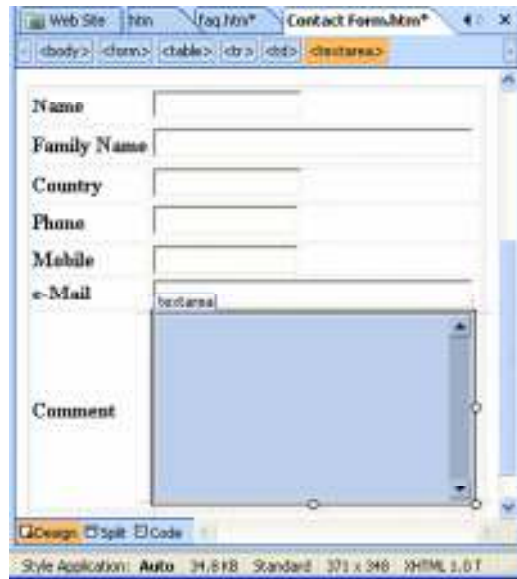 Web Site htm faq.htm* Contact Form.htm*
<body> <form> <table> <tr> <td> <textarea>
Name
Family Name
Country
Phone
Mobile
e-Mail
textarea
Comment
Design Split Code
Style Application: Auto 34.8 KB Standard 371 x 348 XHTML 1.0 T